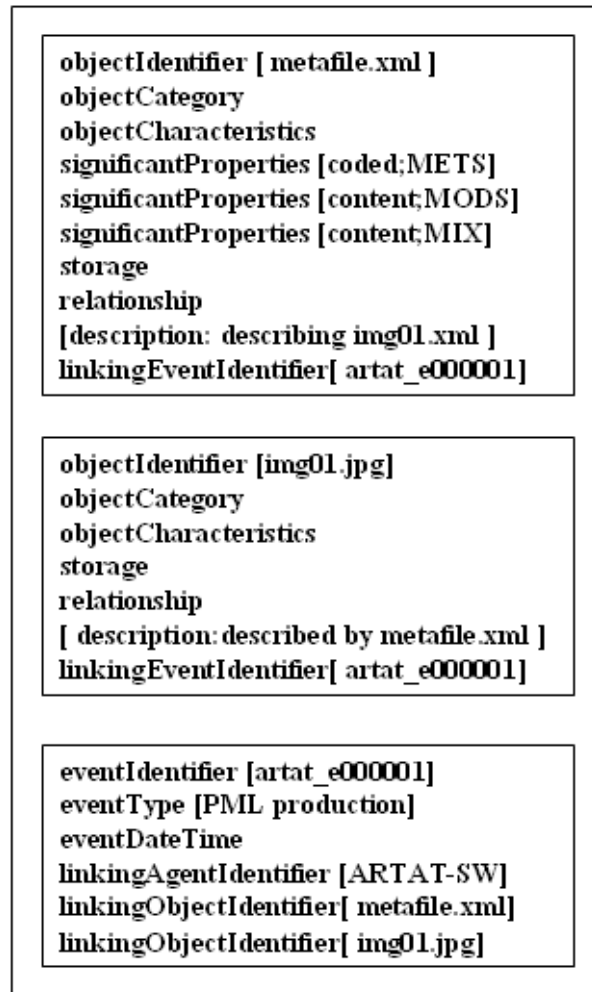 objectIdentifier [ metafile.xml ]
objectCategory
objectCharacteristics
significantProperties [coded;METS]
significantProperties [content;MODS]
significantProperties [content;MIX]
storage
relationship
[description: describing img01.xml ]
linkingEventIdentifier[ artat_e000001]
objectIdentifier [img01.jpg]
objectCategory
objectCharacteristics
storage
relationship
[ description:described by metafile.xml ]
linkingEventIdentifier[ artat_e000001]
eventIdentifier [artat_e000001]
eventType [PML production]
eventDateTime
linkingAgentIdentifier [ARTAT-SW]
linkingObjectIdentifier[ metafile.xml]
linkingObjectIdentifier[ img01.jpg]